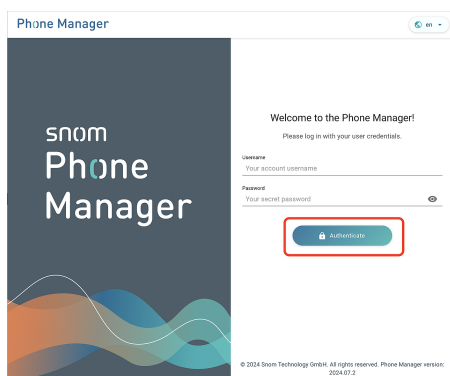 Phone Manager
en
snom
Phone
Manager
Welcome to the Phone Manager!
Please log in with your user credentials.
Username
Your account username
Password
Your secret password
Authenticate
© 2024 Snom Technology GmbH. All rights reserved. Phone Manager version:
2024.07.2